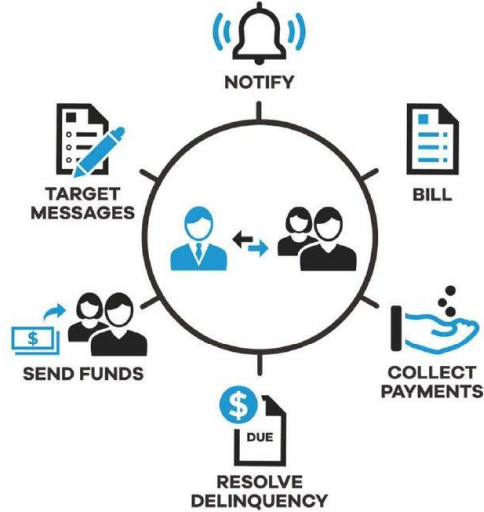 NOTIFY
BILL
COLLECT
PAYMENTS
$
DUE
RESOLVE
DELINQUENCY
$
SEND FUNDS
TARGET
MESSAGES